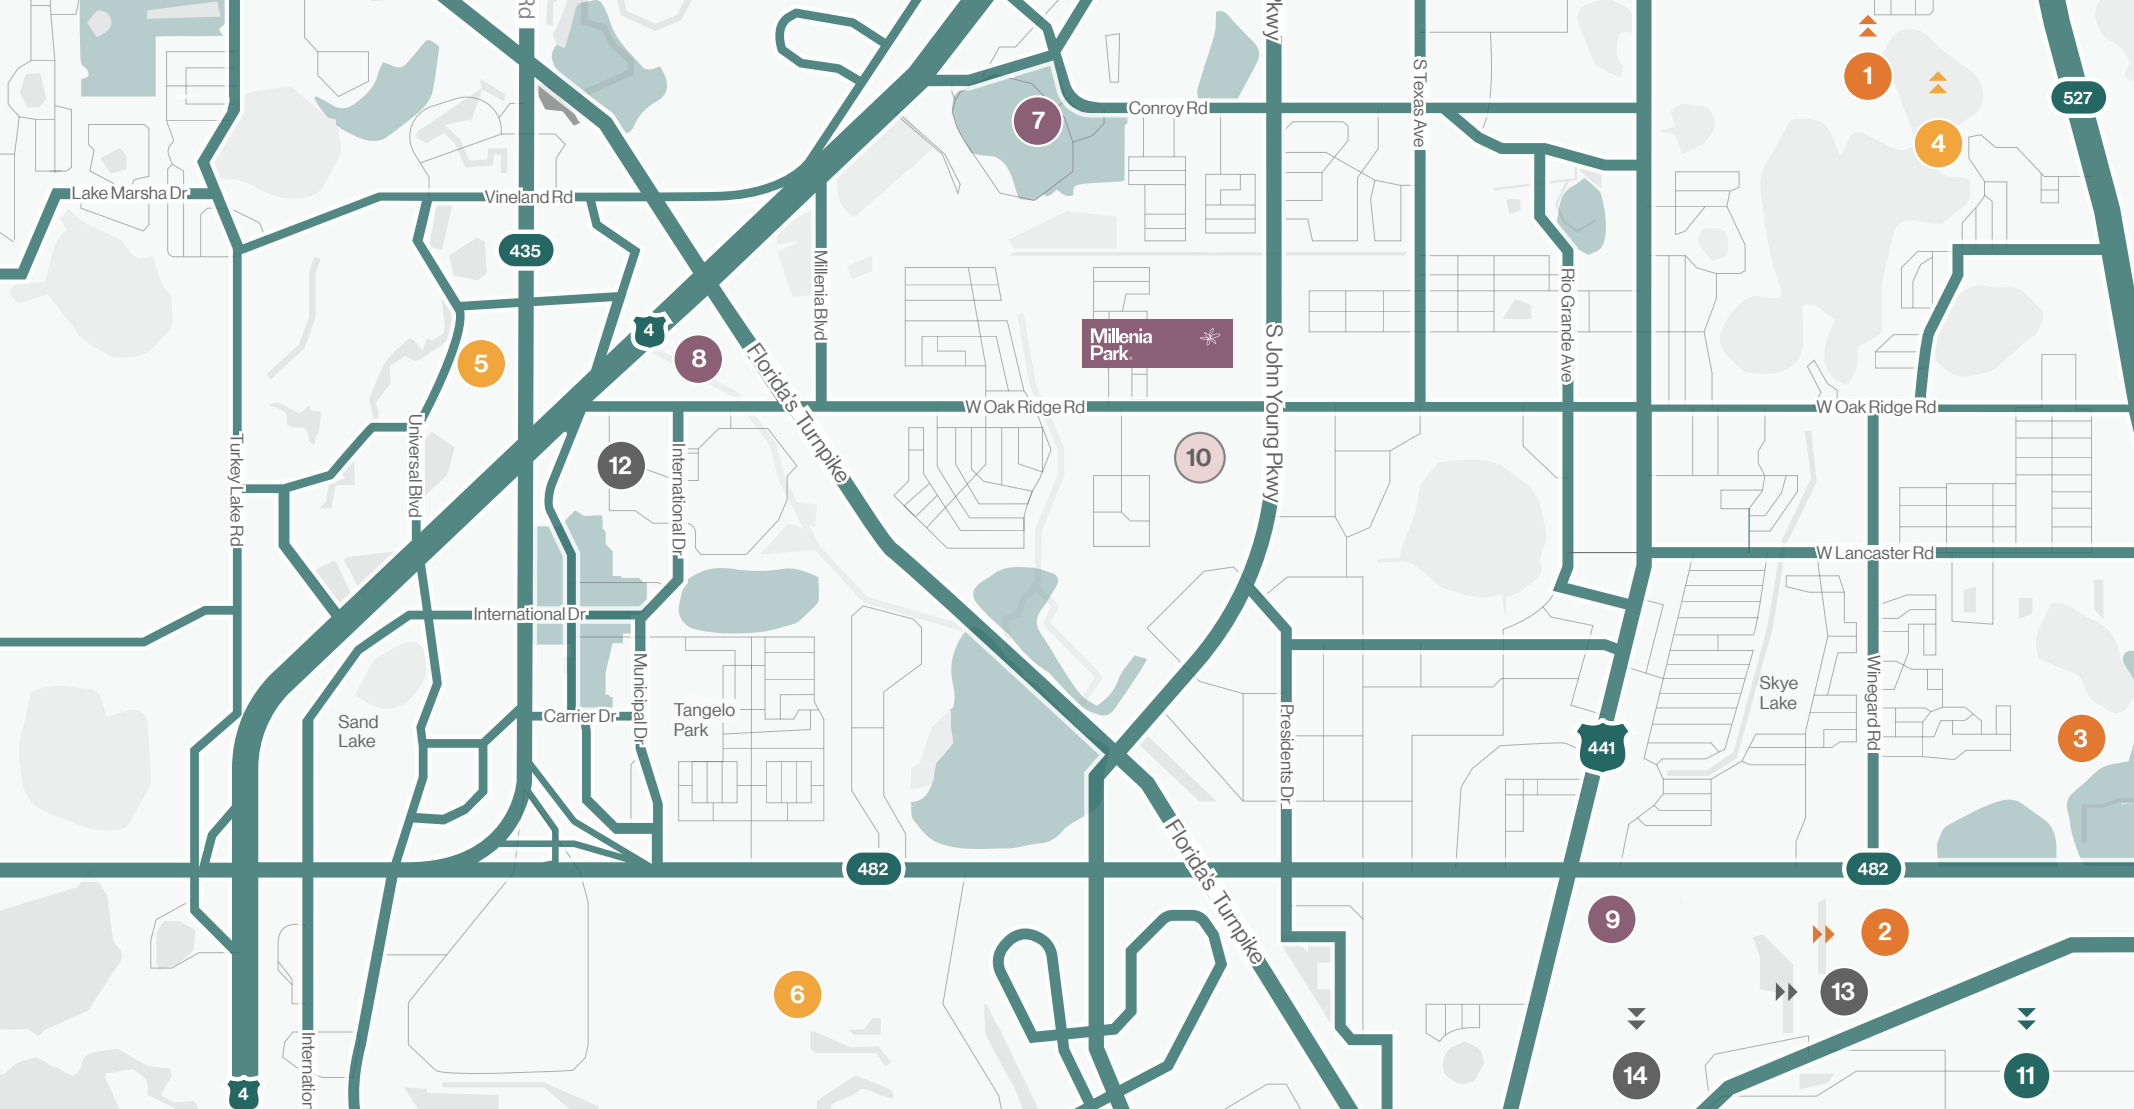 Rd
Pkwy
1
527
S Texas Ave
Conroy Rd
7
4
Lake Marsha Dr
Vineland Rd
435
Millenia Blvd
Rio Grande Ave
4
Millenia
Park.
8
5
Florida's Turnpike
S John Young Pkwy
W Oak Ridge Rd
W Oak Ridge Rd
Universal Blvd
Turkey Lake Rd
12
International Dr
10
W Lancaster Rd
International Dr
Municipal Dr
Tangelo
Park
Carrier Dr
Sand
Lake
Presidents Dr
Skye
Lake
Winegard Rd
441
3
Florida's Turnpike
482
482
9
2
6
13
14
11
Internation
4